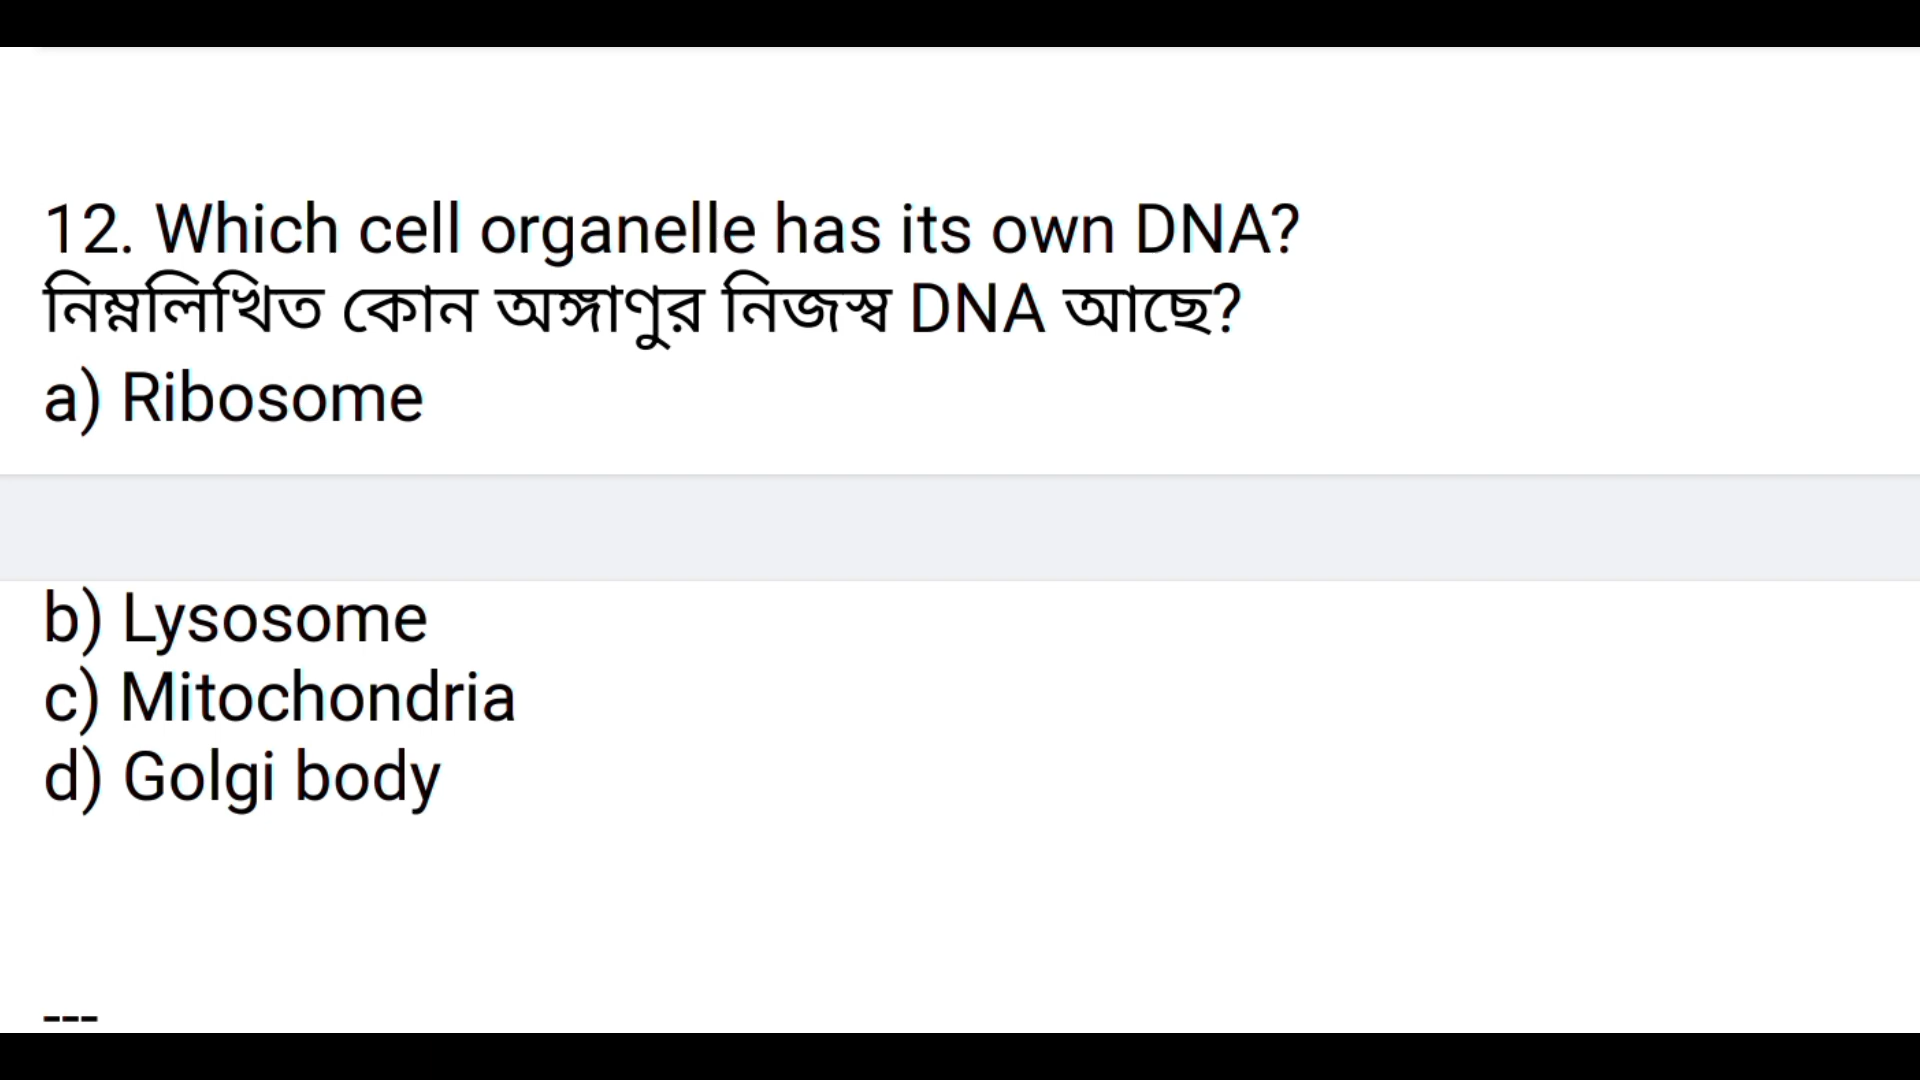 12. Which cell organelle has its own DNA?
নিম্নলিখিত কোন অঙ্গাণুর নিজস্ব DNA আছে?
a) Ribosome
b) Lysosome
c) Mitochondria
d) Golgi body
---